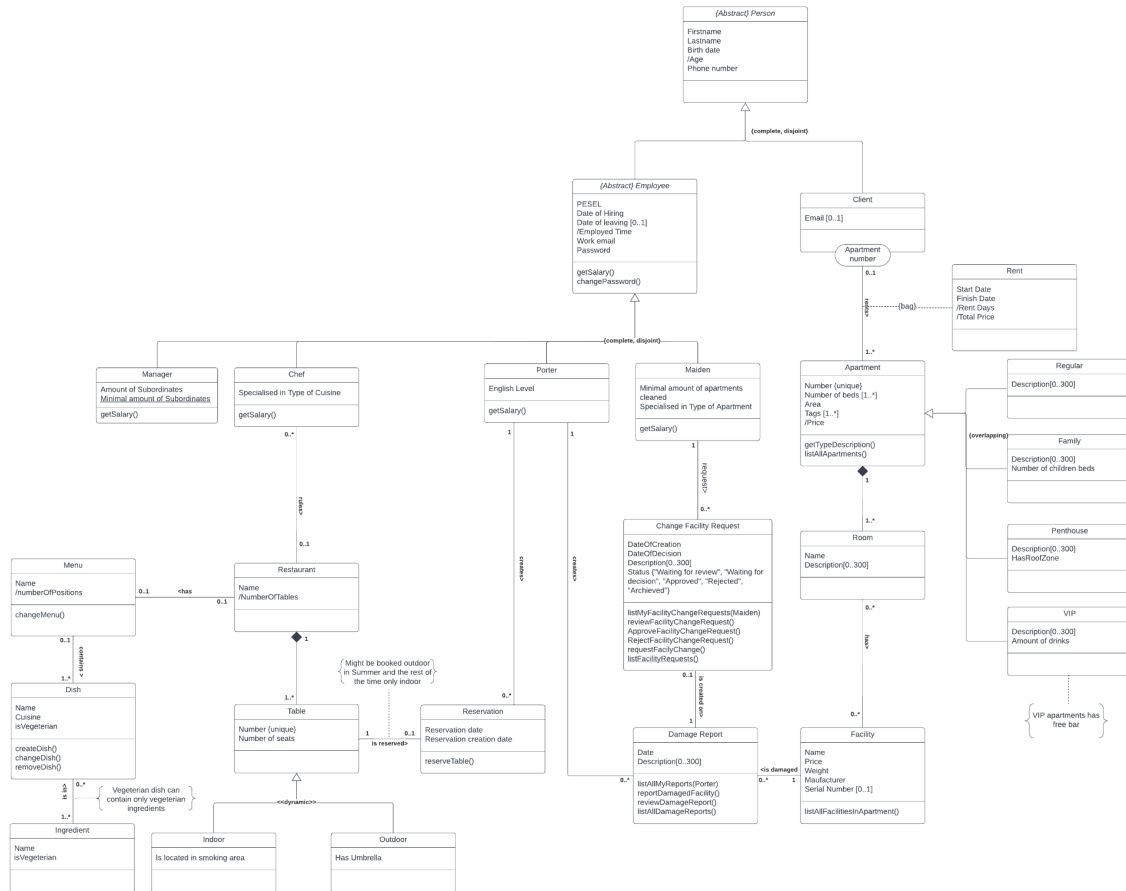 {Abstract} Person
Firstname
Lastname
Birth date
/Age
Phone number
{complete, disjoint}
{Abstract} Employee
PESEL
Date of Hiring
Date of leaving [0..1]
/Employed Time
Work email
Password
getSalary()
changePassword()
Client
Email [0..1]
Apartment
number
0..1
rents>
{bag}
1..*
Rent
Start Date
Finish Date
/Rent Days
/Total Price
{complete, disjoint}
Manager
Amount of Subordinates
Minimal amount of Subordinates
getSalary()
Chef
Specialised in Type of Cuisine
getSalary()
0..*
rules>
0..1
Porter
English Level
getSalary()
1
1
creates>
creates>
0..*
0..*
Maiden
Minimal amount of apartments
cleaned
Specialised in Type of Apartment
getSalary()
1
request>
0..*
Apartment
Number {unique}
Number of beds [1..*]
Area
Tags [1..*]
/Price
getTypeDescription()
listAllApartments()
1
1..*
{overlapping}
Regular
Description[0..300]
Family
Description[0..300]
Number of children beds
Penthouse
Description[0..300]
HasRoofZone
VIP
Description[0..300]
Amount of drinks
VIP apartments has
free bar
Change Facility Request
DateOfCreation
DateOfDecision
Description[0..300]
Status {"Waiting for review", "Waiting for
decision", "Approved", "Rejected",
"Archieved"}
listMyFacilityChangeRequests(Maiden)
reviewFacilityChangeRequest()
ApproveFacilityChangeRequest()
RejectFacilityChangeRequest()
requestFacilyChange()
listFacilityRequests()
0..1
is created on>
1
Room
Name
Description[0..300]
0..*
has>
0..*
Menu
Name
/numberOfPositions
changeMenu()
0..1
<has
0..1
Restaurant
Name
/NumberOfTables
1
1..*
0..1
contains >
1..*
Dish
Name
Cuisine
isVegeterian
createDish()
changeDish()
removeDish()
0..*
is in>
1..*
Vegeterian dish can
contain only vegeterian
ingredients
Ingredient
Name
isVegeterian
Might be booked outdoor
in Summer and the rest of
the time only indoor
Table
Number {unique}
Number of seats
1
0..1
is reserved>
Reservation
Reservation date
Reservation creation date
reserveTable()
<<dynamic>>
Indoor
Is located in smoking area
Outdoor
Has Umbrella
Damage Report
Date
Description[0..300]
listAllMyReports(Porter)
reportDamagedFacility()
reviewDamageReport()
listAllDamageReports()
<is damaged
0..*
1
Facility
Name
Price
Weight
Maufacturer
Serial Number [0..1]
listAllFacilitiesInApartment()